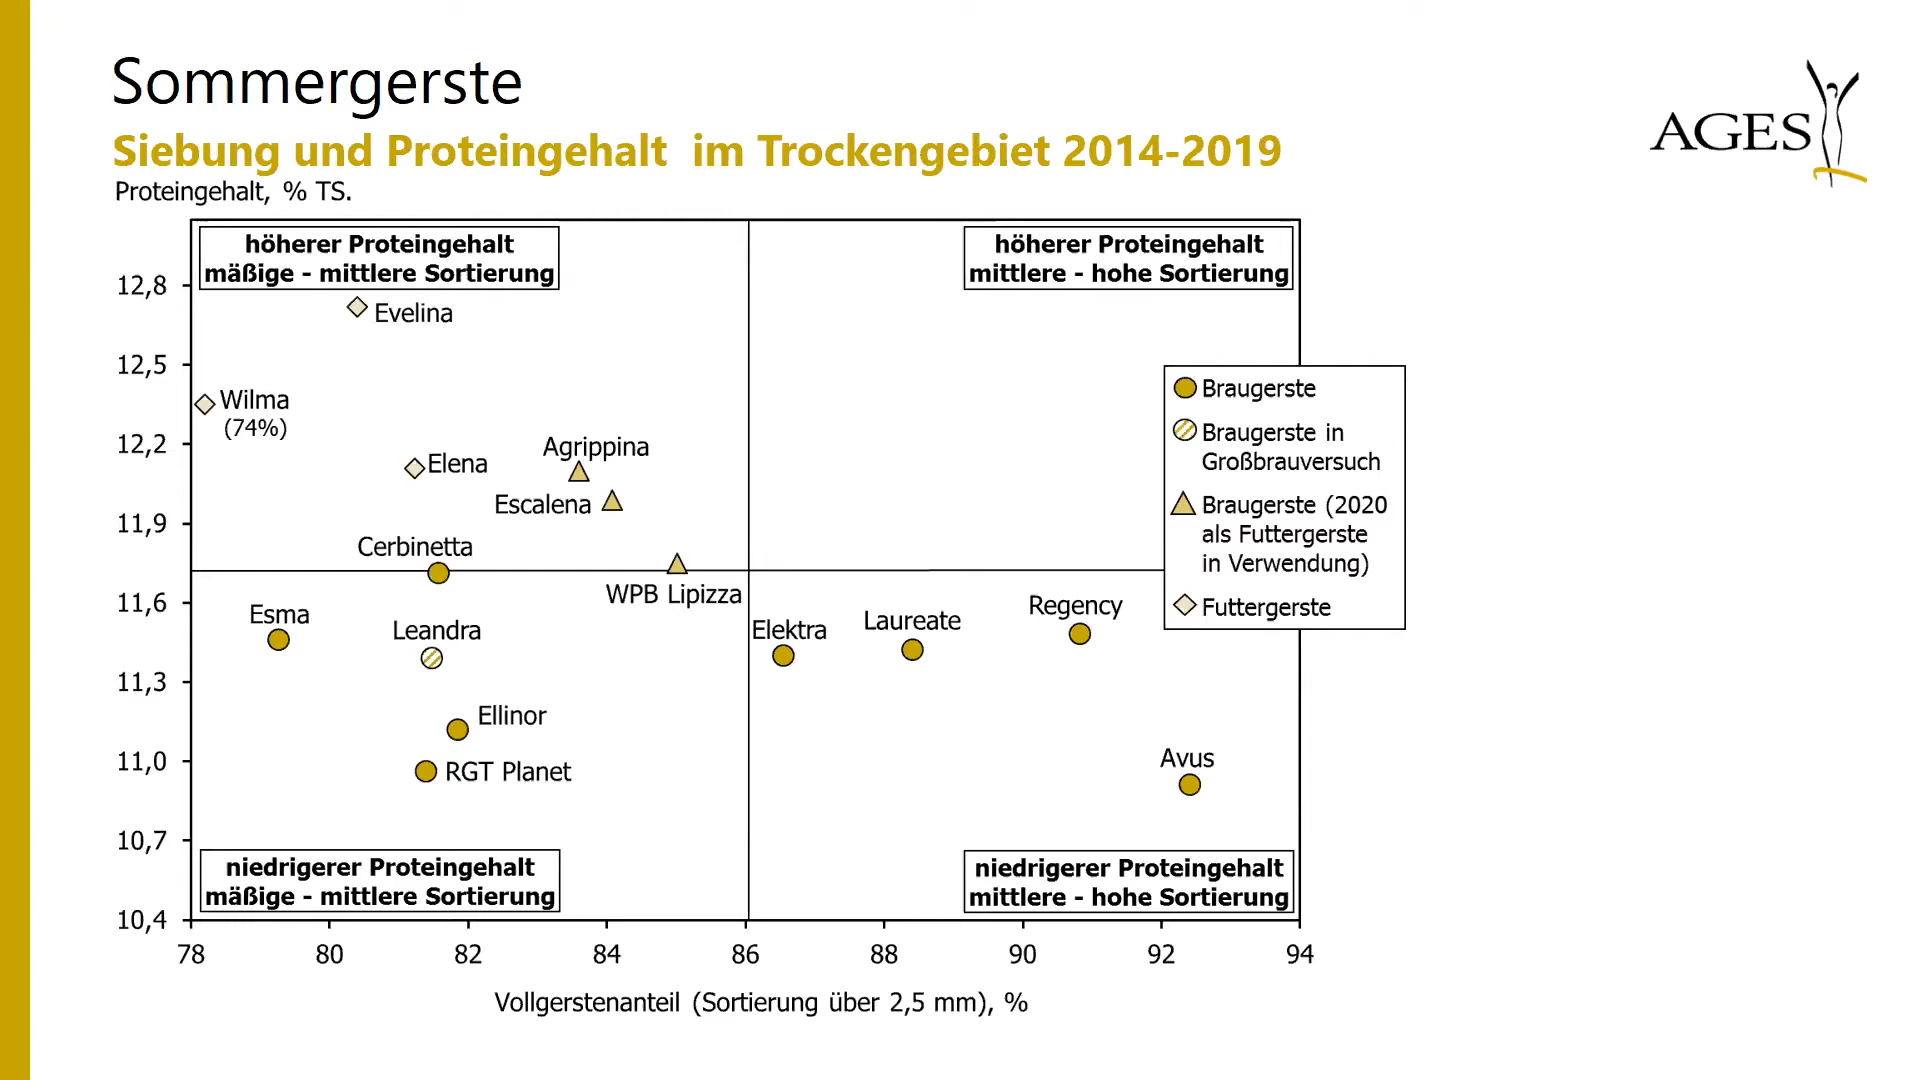 Sommergerste
Siebung und Proteingehalt im Trockengebiet 2014-2019
AGES
Proteingehalt, % TS.
höherer Proteingehalt
mäßige - mittlere Sortierung
höherer Proteingehalt
mittlere - hohe Sortierung
12,8
12,5
12,2
11,9
11,6
11,3
11,0
10,7
10,4
Evelina
Wilma
(74%)
Elena
Agrippina
Escalena
Cerbinetta
WPB Lipizza
Esma
Leandra
Elektra
Laureate
Regency
Ellinor
RGT Planet
Avus
Braugerste
Braugerste in
Großbrauversuch
Braugerste (2020
als Futtergerste
in Verwendung)
Futtergerste
niedrigerer Proteingehalt
mäßige - mittlere Sortierung
niedrigerer Proteingehalt
mittlere - hohe Sortierung
78 80 82 84 86 88 90 92 94
Vollgerstenanteil (Sortierung über 2,5 mm), %